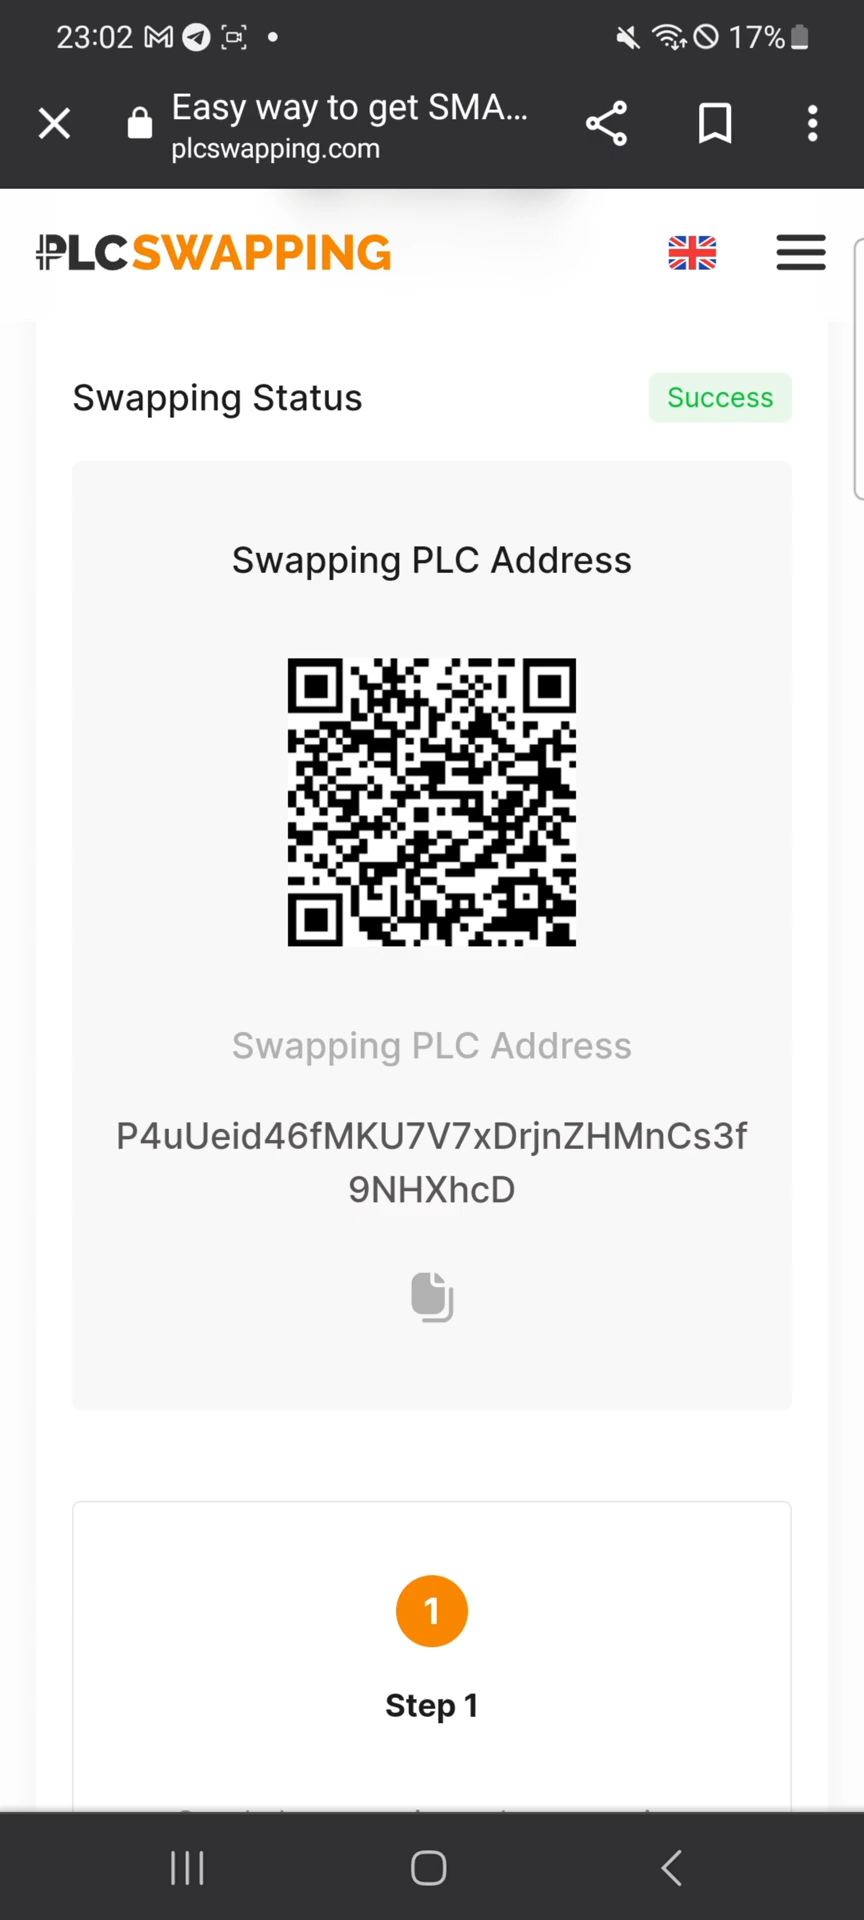 23:02
17%
Easy way to get SMA...
plcswapping.com
PLCSWAPPING
Swapping Status
Success
Swapping PLC Address
Swapping PLC Address
P4uUeid46fMKU7V7xDrjnZHMnCs3f
9NHXhcD
1
Step 1